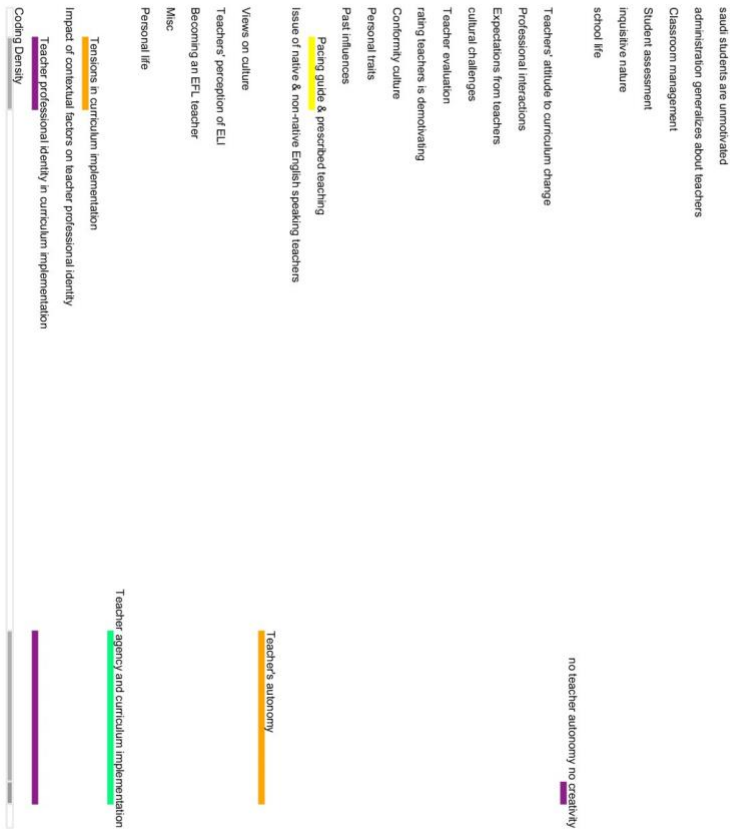 saudi students are unmotivated
administration generalizes about teachers
Classroom management
Student assessment
inquisitive nature
school life
no teacher autonomy no creativity
Teachers' attitude to curriculum change
Professional interactions
Expectations from teachers
cultural challenges
Teacher evaluation
rating teachers is demotivating
Conformity culture
Personal traits
Past influences
Pacing guide & prescribed teaching
Issue of native & non-native English speaking teachers
Teacher's autonomy
Views on culture
Teachers' perception of ELI
Becoming an EFL teacher
Misc
Personal life
Teacher agency and curriculum implementation
Tensions in curriculum implementation
Impact of contextual factors on teacher professional identity
Teacher professional identity in curriculum implementation
Coding Density